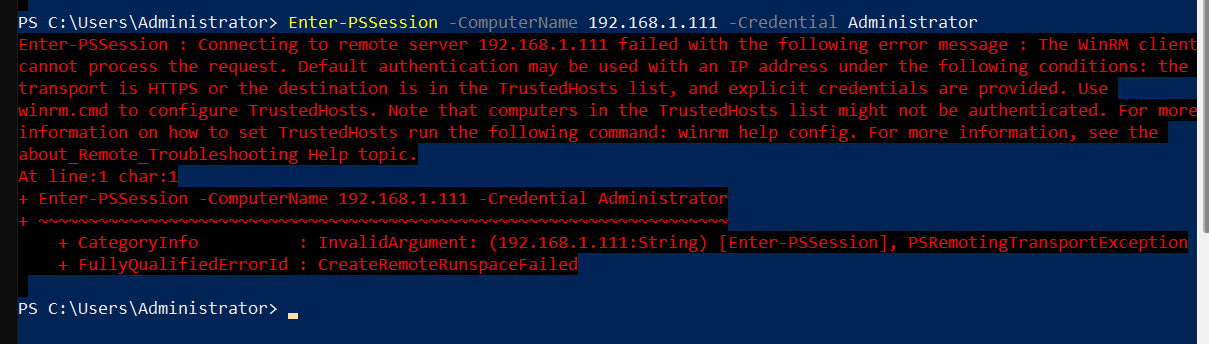 PS C:\Users\Administrator> Enter-PSSession -ComputerName 192.168.1.111 -Credential Administrator
Enter-PSSession : Connecting to remote server 192.168.1.111 failed with the following error message : The WinRM client
cannot process the request. Default authentication may be used with an IP address under the following conditions: the
transport is HTTPS or the destination is in the TrustedHosts list, and explicit credentials are provided. Use
winrm.cmd to configure TrustedHosts. Note that computers in the TrustedHosts list might not be authenticated. For more
information on how to set TrustedHosts run the following command: winrm help config. For more information, see the
about_Remote_Troubleshooting Help topic.
At line:1 char:1
+ Enter-PSSession -ComputerName 192.168.1.111 -Credential Administrator
+ ~~~~~~~~~~~~~~~~~~~~~~~~~~~~~~~~~~~~~~~~~~~~~~~~~~~~~~~~~~~~~~~~~~~~~
    + CategoryInfo          : InvalidArgument: (192.168.1.111:String) [Enter-PSSession], PSRemotingTransportException
    + FullyQualifiedErrorId : CreateRemoteRunspaceFailed
PS C:\Users\Administrator>